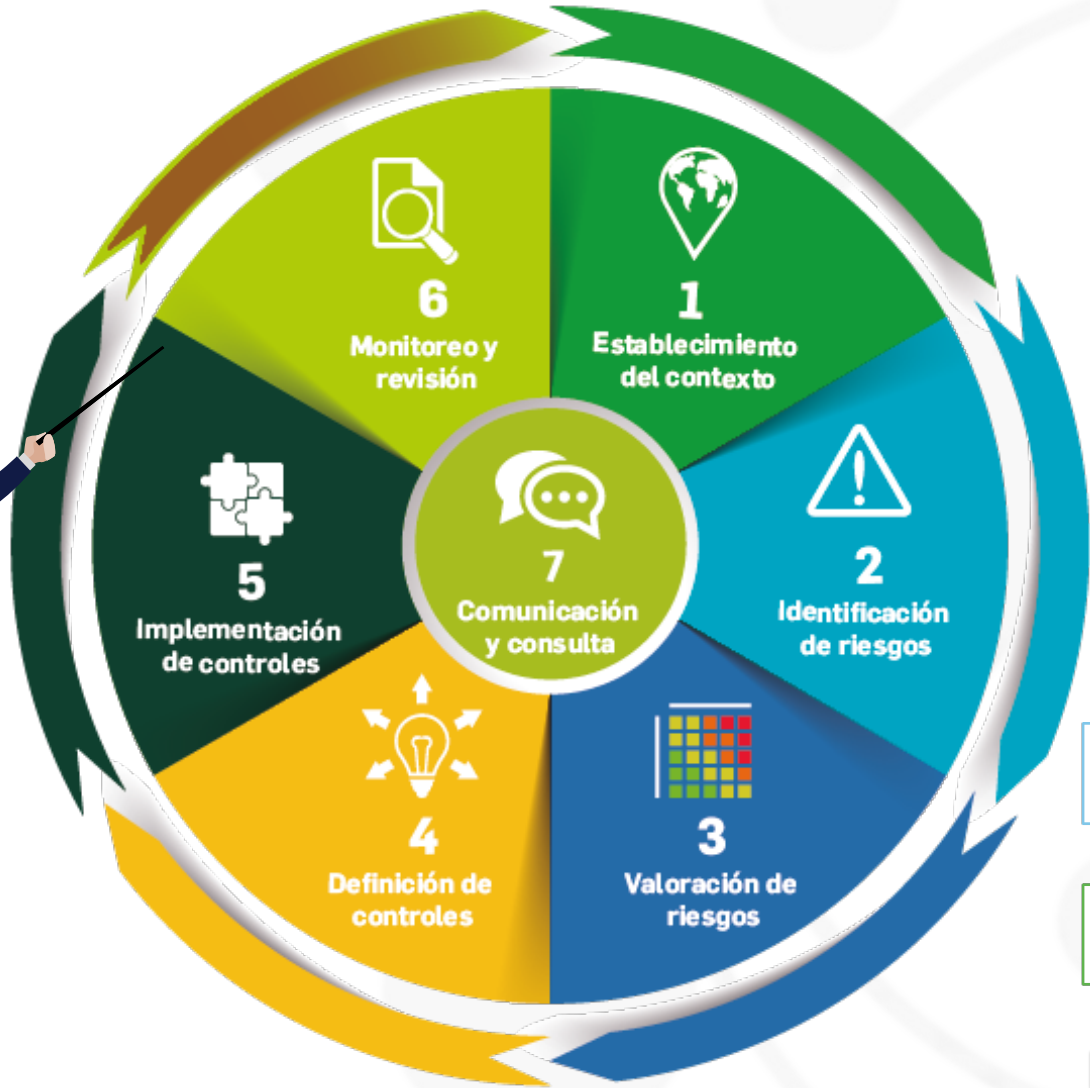 1
Establecimiento
del contexto
2
Identificación
de riesgos
3
Valoración de
riesgos
4
Definición de
controles
5
Implementación
de controles
6
Monitoreo y
revisión
7
Comunicación
y consulta